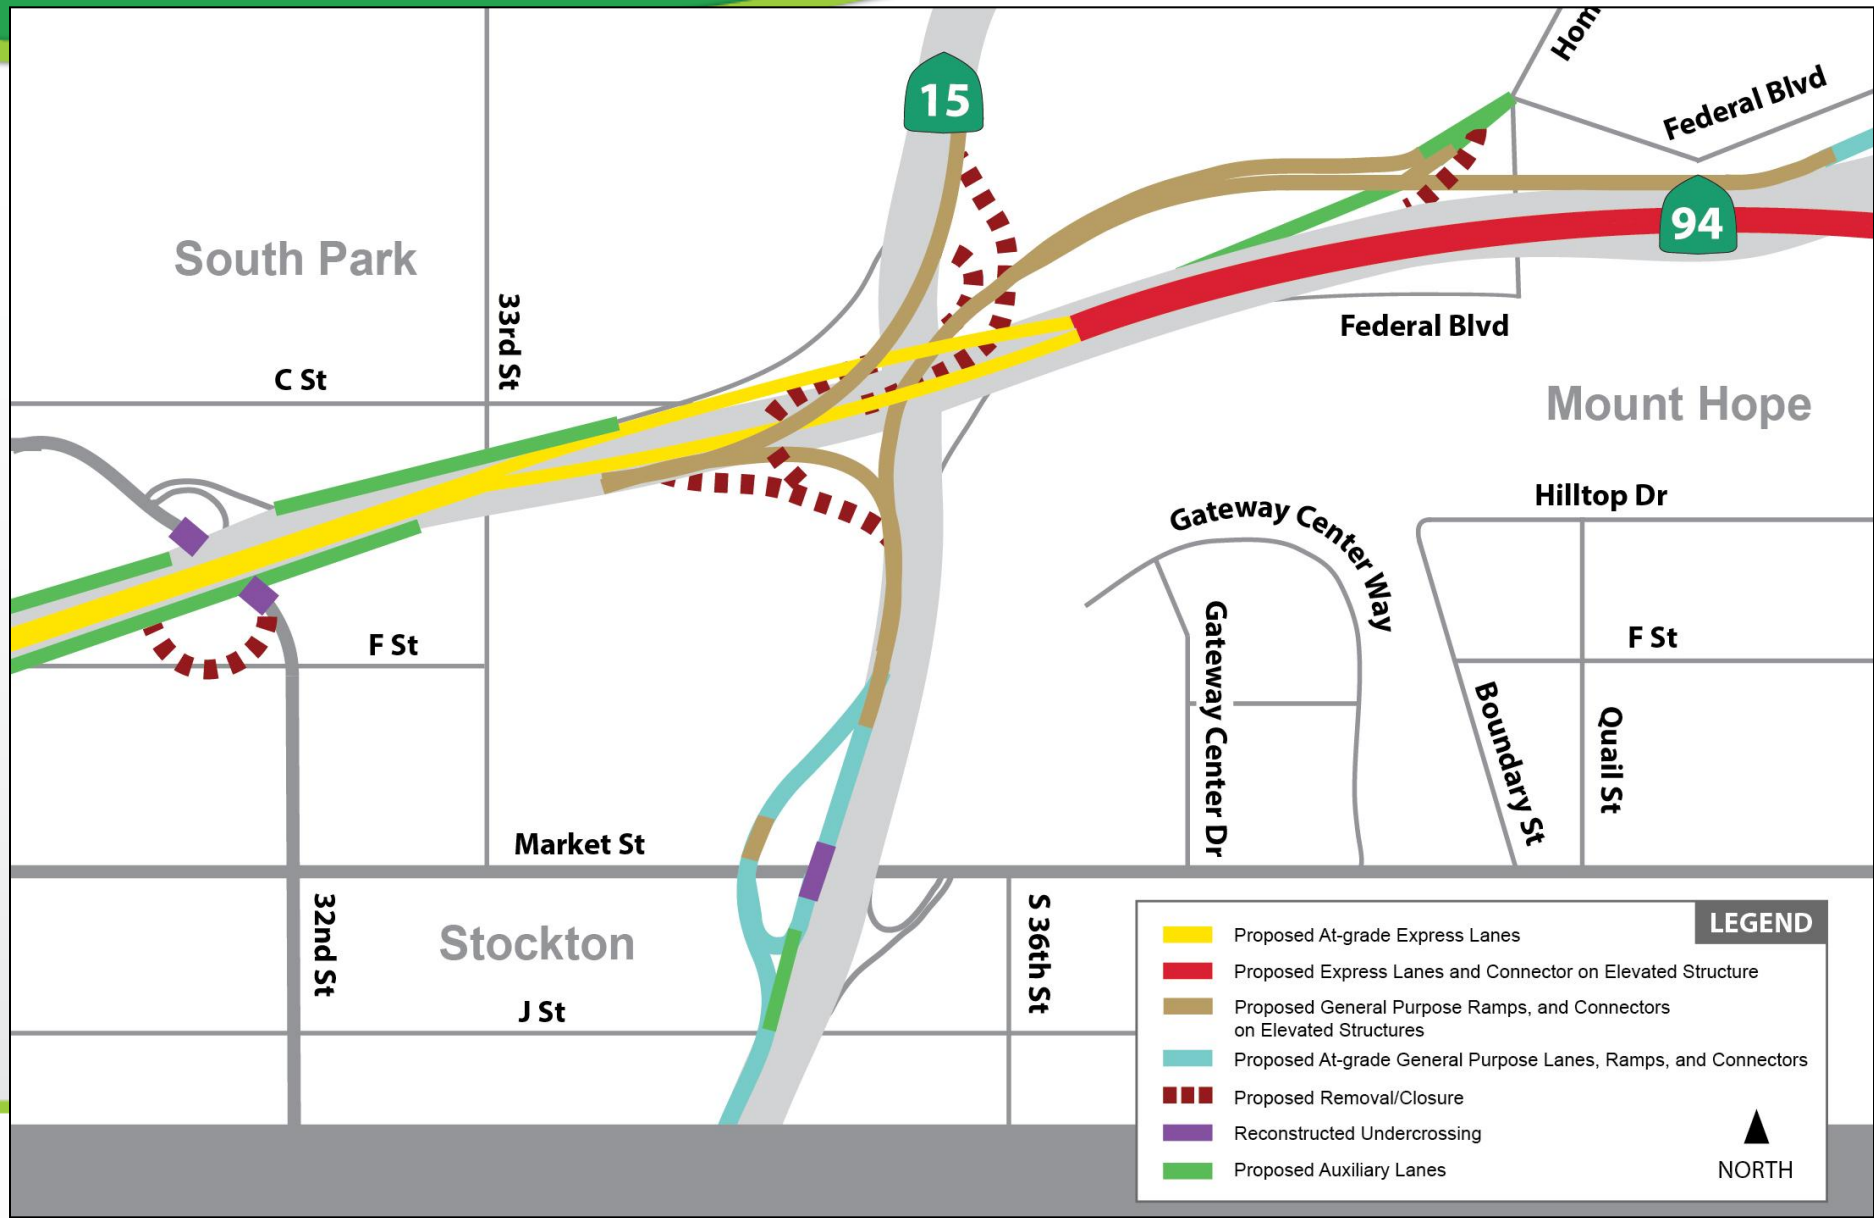 Hom
15
Federal Blvd
94
South Park
33rd St
Federal Blvd
C St
Mount Hope
Hilltop Dr
Gateway Center Way
F St
F St
Gateway Center Dr
Boundary St
Quail St
Market St
32nd St
Stockton
S 36th St
J St
LEGEND
Proposed At-grade Express Lanes
Proposed Express Lanes and Connector on Elevated Structure
Proposed General Purpose Ramps, and Connectors
on Elevated Structures
Proposed At-grade General Purpose Lanes, Ramps, and Connectors
Proposed Removal/Closure
Reconstructed Undercrossing
Proposed Auxiliary Lanes
NORTH